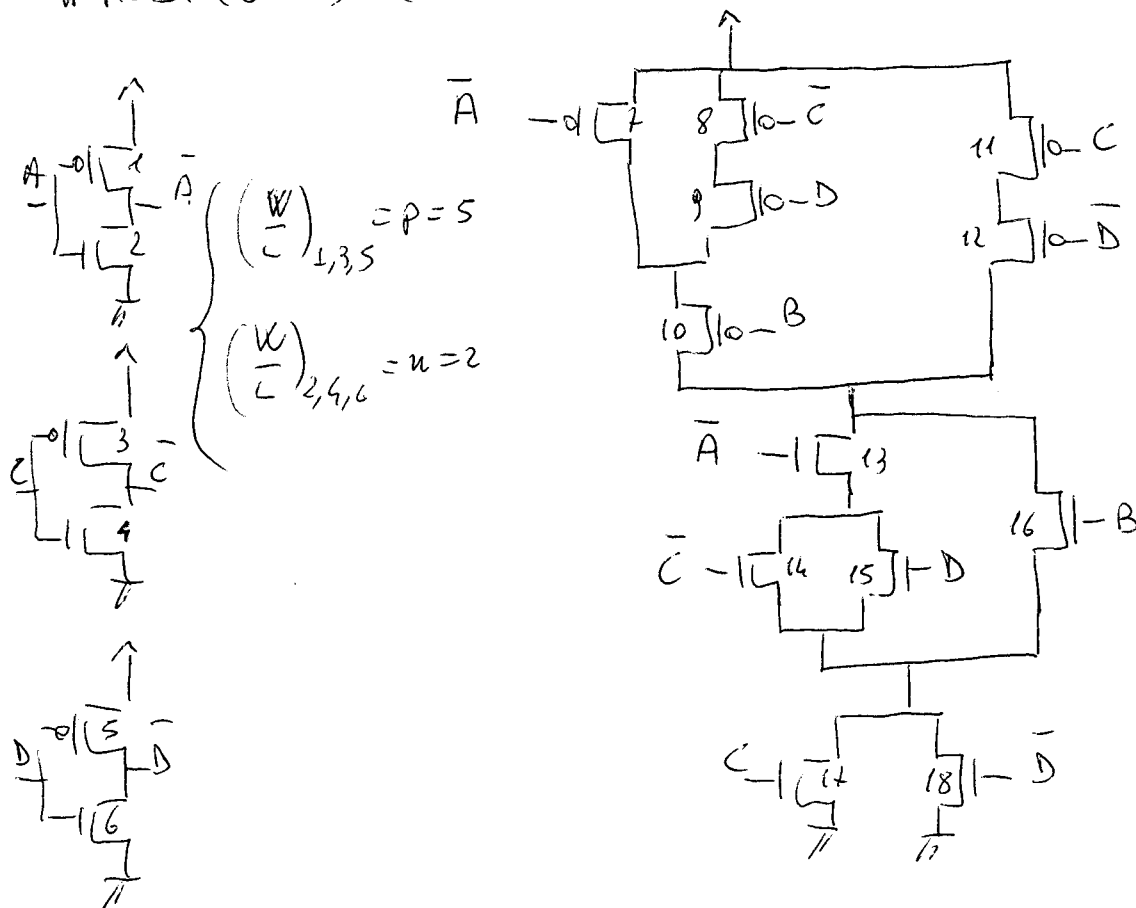 A̅
7
8
C̅
11
C
A
1
A̅
(W/L)1,3,5 = p = 5
9
D
12
D̅
2
10
B
(W/L)2,4,6 = n = 2
3
C̅
A̅
13
4
C̅
14
15
D
16
B
5
D
D̅
6
C
17
18
D̅